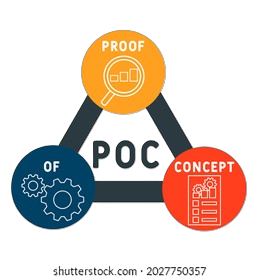 PROOF
POC
OF
CONCEPT
shutterstock.com · 2027750357